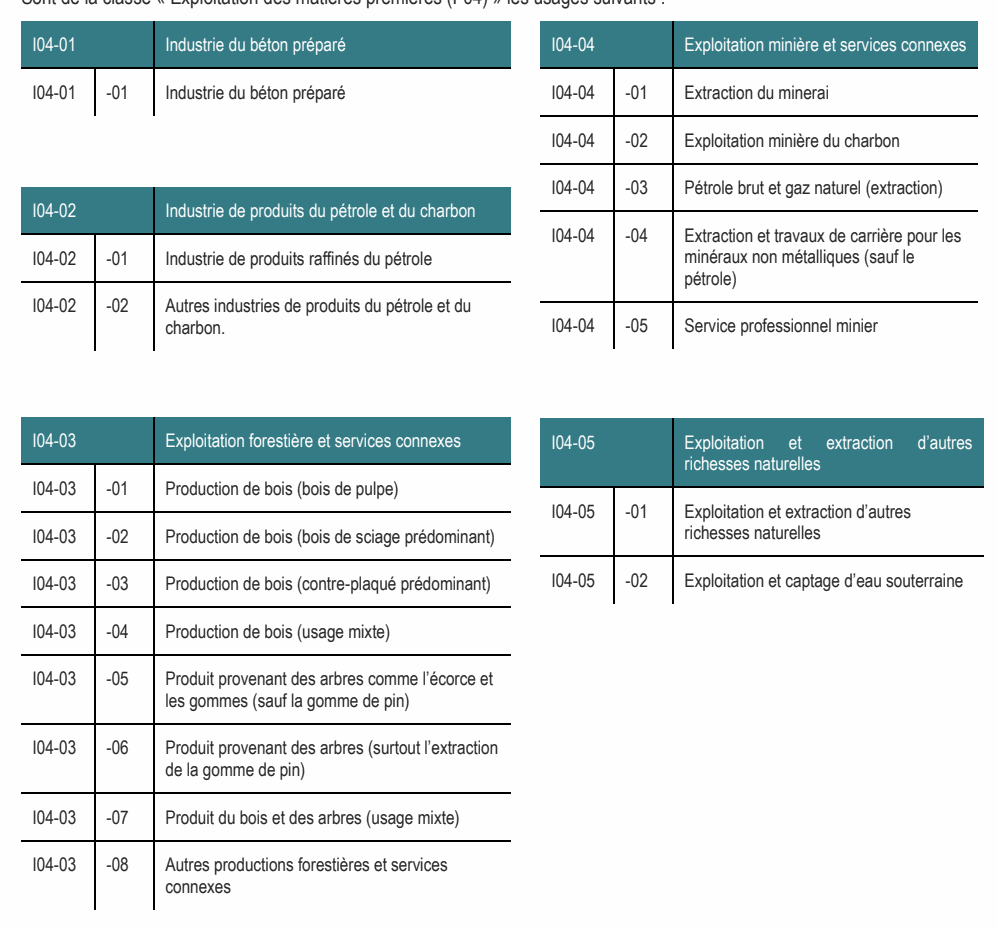 Sont de la classe « Exploitation des matières premières (I-04) » les usages suivants :
I04-01 Industrie du béton préparé
I04-01 -01 Industrie du béton préparé
I04-02 Industrie de produits du pétrole et du charbon
I04-02 -01 Industrie de produits raffinés du pétrole
I04-02 -02 Autres industries de produits du pétrole et du
charbon.
I04-03 Exploitation forestière et services connexes
I04-03 -01 Production de bois (bois de pulpe)
I04-03 -02 Production de bois (bois de sciage prédominant)
I04-03 -03 Production de bois (contre-plaqué prédominant)
I04-03 -04 Production de bois (usage mixte)
I04-03 -05 Produit provenant des arbres comme l’écorce et
les gommes (sauf la gomme de pin)
I04-03 -06 Produit provenant des arbres (surtout l’extraction
de la gomme de pin)
I04-03 -07 Produit du bois et des arbres (usage mixte)
I04-03 -08 Autres productions forestières et services
connexes
I04-04 Exploitation minière et services connexes
I04-04 -01 Extraction du minerai
I04-04 -02 Exploitation minière du charbon
I04-04 -03 Pétrole brut et gaz naturel (extraction)
I04-04 -04 Extraction et travaux de carrière pour les
minéraux non métalliques (sauf le
pétrole)
I04-04 -05 Service professionnel minier
I04-05 Exploitation et extraction d’autres
richesses naturelles
I04-05 -01 Exploitation et extraction d’autres
richesses naturelles
I04-05 -02 Exploitation et captage d’eau souterraine